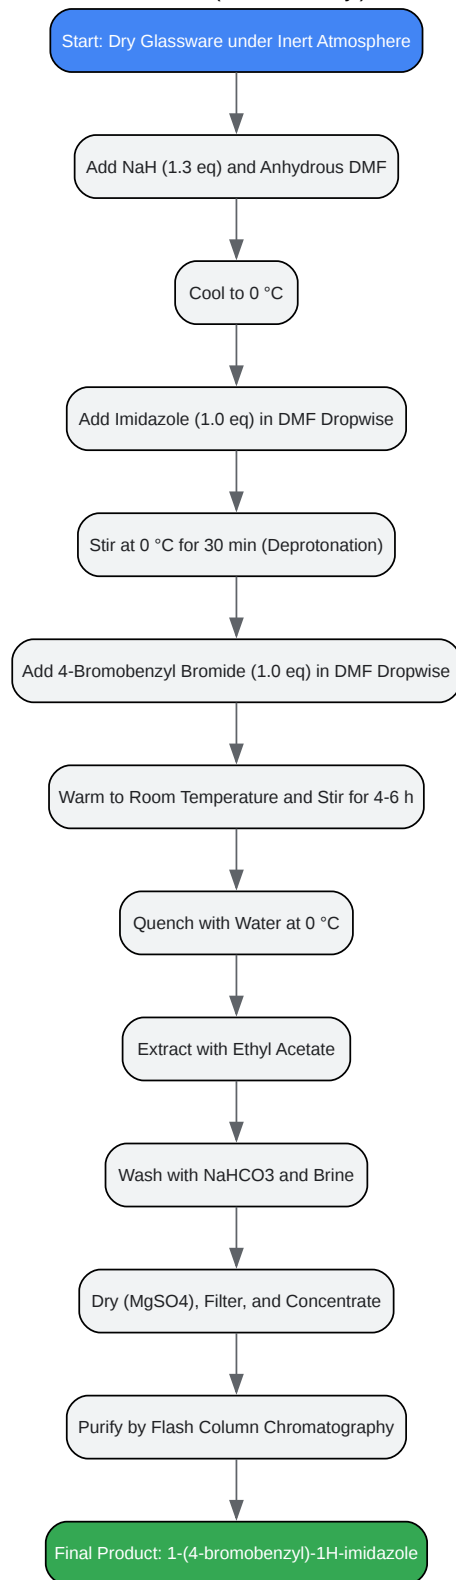 Start: Dry Glassware under Inert Atmosphere
Add NaH (1.3 eq) and Anhydrous DMF
Cool to 0 °C
Add Imidazole (1.0 eq) in DMF Dropwise
Stir at 0 °C for 30 min (Deprotonation)
Add 4-Bromobenzyl Bromide (1.0 eq) in DMF Dropwise
Warm to Room Temperature and Stir for 4-6 h
Quench with Water at 0 °C
Extract with Ethyl Acetate
Wash with NaHCO3 and Brine
Dry (MgSO4), Filter, and Concentrate
Purify by Flash Column Chromatography
Final Product: 1-(4-bromobenzyl)-1H-imidazole